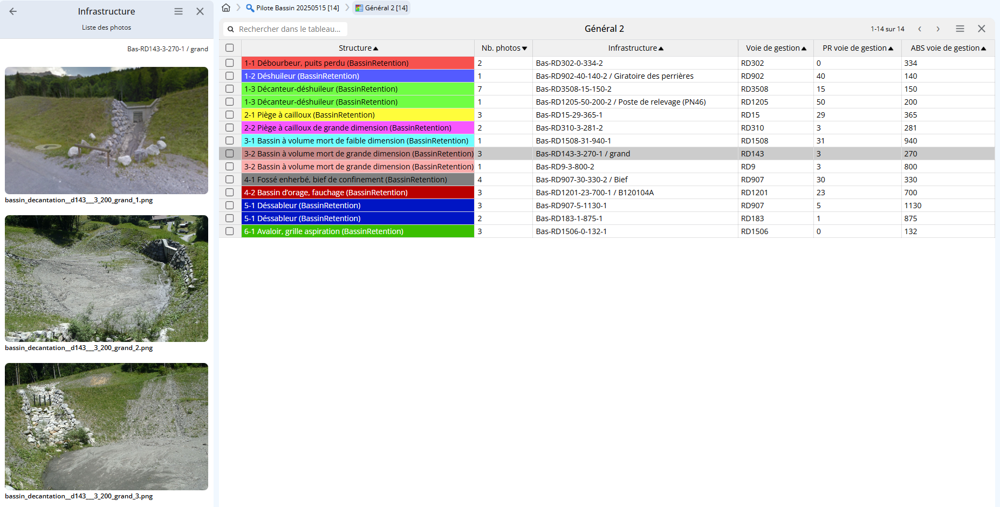 Infrastructure
Liste des photos
Bas-RD143-3-270-1 / grand
bassin_decantation__d143___3_200_grand_1.png
bassin_decantation__d143___3_200_grand_2.png
bassin_decantation__d143___3_200_grand_3.png
Pilote Bassin 20250515 [14] Général 2 [14]
Rechercher dans le tableau... Général 2 1-14 sur 14
Structure Nb. photos Infrastructure Voie de gestion PR voie de gestion ABS voie de gestion
1-1 Débourbeur, puits perdu (BassinRetention) 2 Bas-RD302-0-334-2 RD302 0 334
1-2 Déshuileur (BassinRetention) 1 Bas-RD902-40-140-2 / Giratoire des perrières RD902 40 140
1-3 Décanteur-déshuileur (BassinRetention) 7 Bas-RD3508-15-150-2 RD3508 15 150
1-3 Décanteur-déshuileur (BassinRetention) 1 Bas-RD1205-50-200-2 / Poste de relevage (PN46) RD1205 50 200
2-1 Piège à cailloux (BassinRetention) 3 Bas-RD15-29-365-1 RD15 29 365
2-2 Piège à cailloux de grande dimension (BassinRetention) 2 Bas-RD310-3-281-2 RD310 3 281
3-1 Bassin à volume mort de faible dimension (BassinRetention) 1 Bas-RD1508-31-940-1 RD1508 31 940
3-2 Bassin à volume mort de grande dimension (BassinRetention) 3 Bas-RD143-3-270-1 / grand RD143 3 270
3-2 Bassin à volume mort de grande dimension (BassinRetention) 1 Bas-RD9-3-800-2 RD9 3 800
4-1 Fossé enherbé, bief de confinement (BassinRetention) 4 Bas-RD907-30-330-2 / Bief RD907 30 330
4-2 Bassin d'orage, fauchage (BassinRetention) 3 Bas-RD1201-23-700-1 / B120104A RD1201 23 700
5-1 Déssableur (BassinRetention) 3 Bas-RD907-5-1130-1 RD907 5 1130
5-1 Déssableur (BassinRetention) 2 Bas-RD183-1-875-1 RD183 1 875
6-1 Avaloir, grille aspiration (BassinRetention) 3 Bas-RD1506-0-132-1 RD1506 0 132